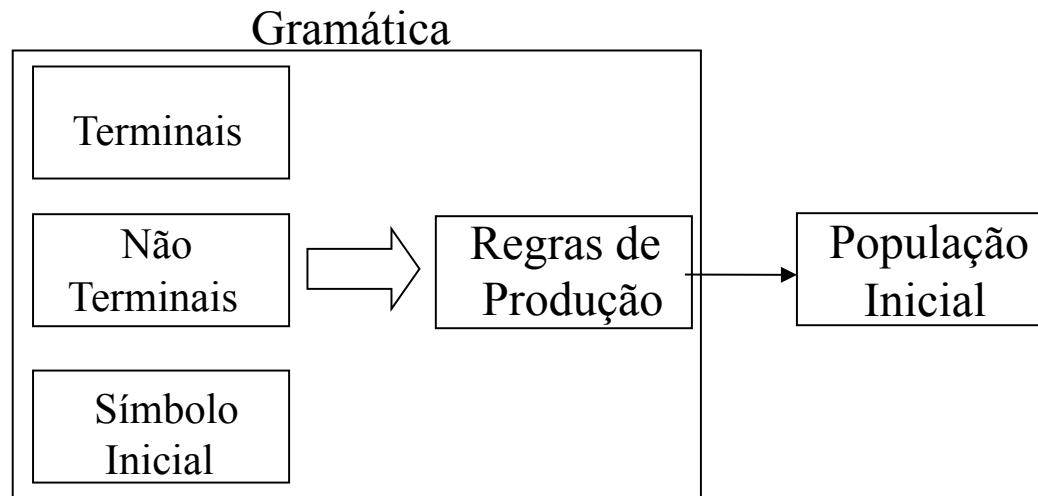 Gramática
Terminais
Não
Terminais
Símbolo
Inicial
Regras de
Produção
População
Inicial